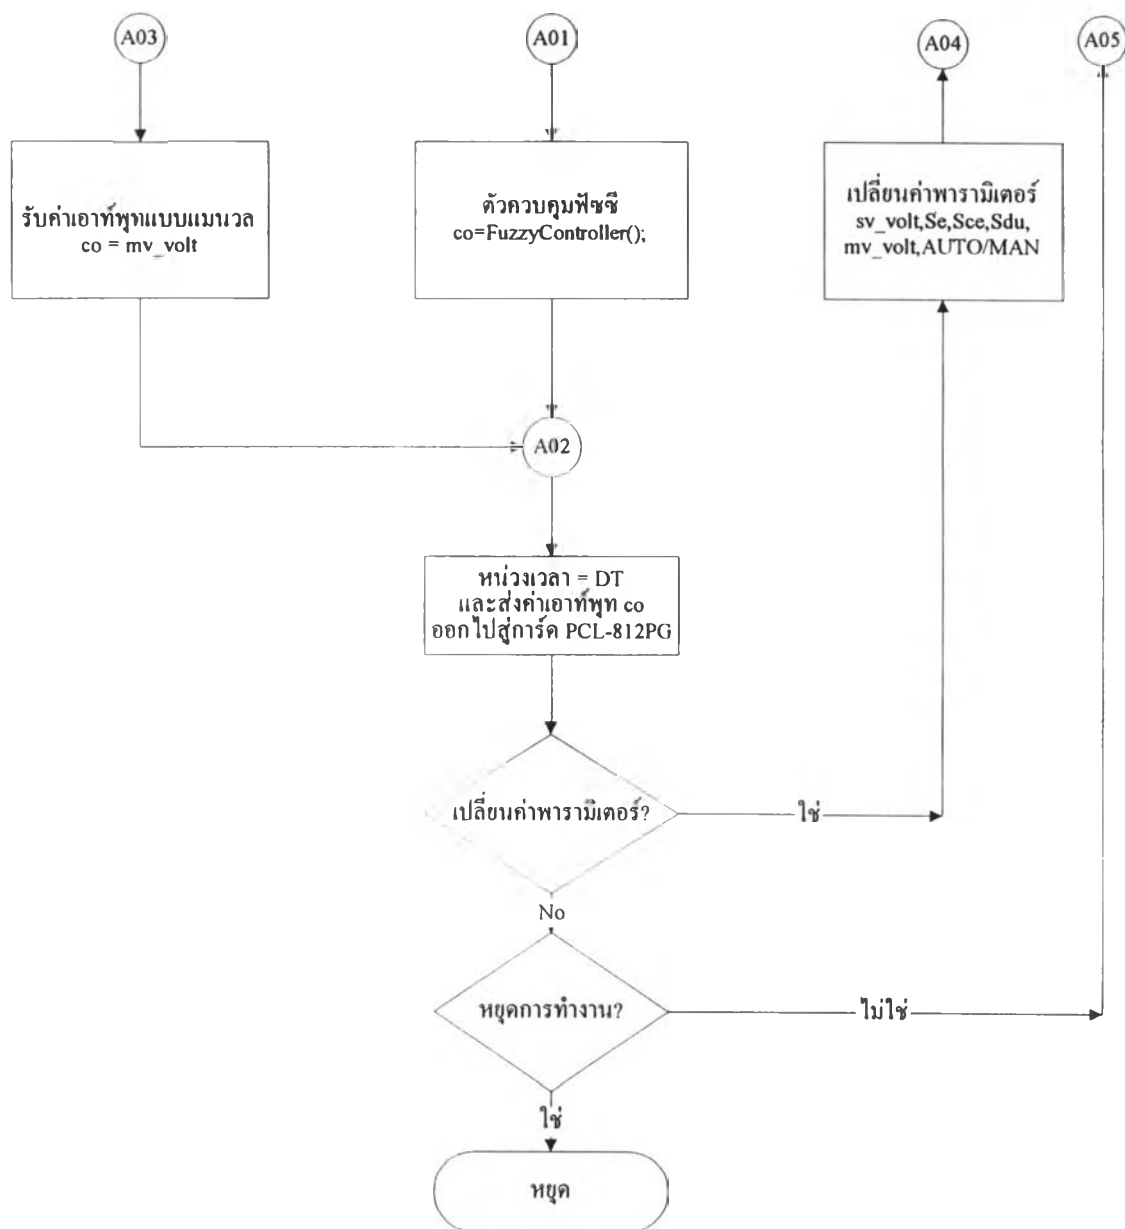 A03
A01
A04
A05
รับค่าเอาท์พุทแบบแมนวล
co = mv_volt
ตัวควบคุมฟัซซี
co=FuzzyController();
เปลี่ยนค่าพารามิเตอร์
sv_volt,Se,Sce,Sdu,
mv_volt,AUTO/MAN
A02
หน่วงเวลา = DT
และส่งค่าเอาท์พุท co
ออกไปสู่การ์ด PCL-812PG
เปลี่ยนค่าพารามิเตอร์?
ใช่
No
หยุดการทำงาน?
ไม่ใช่
ใช่
หยุด